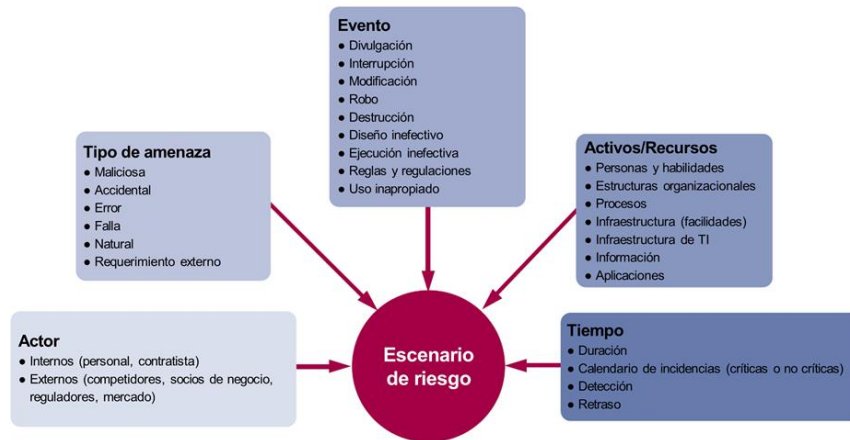 Evento
● Divulgación
● Interrupción
● Modificación
● Robo
● Destrucción
● Diseño inefectivo
● Ejecución inefectiva
● Reglas y regulaciones
● Uso inapropiado
Tipo de amenaza
● Maliciosa
● Accidental
● Error
● Falla
● Natural
● Requerimiento externo
Activos/Recursos
● Personas y habilidades
● Estructuras organizacionales
● Procesos
● Infraestructura (facilidades)
● Infraestructura de TI
● Información
● Aplicaciones
Actor
● Internos (personal, contratista)
● Externos (competidores, socios de negocio,
reguladores, mercado)
Escenario
de riesgo
Tiempo
● Duración
● Calendario de incidencias (críticas o no críticas)
● Detección
● Retraso